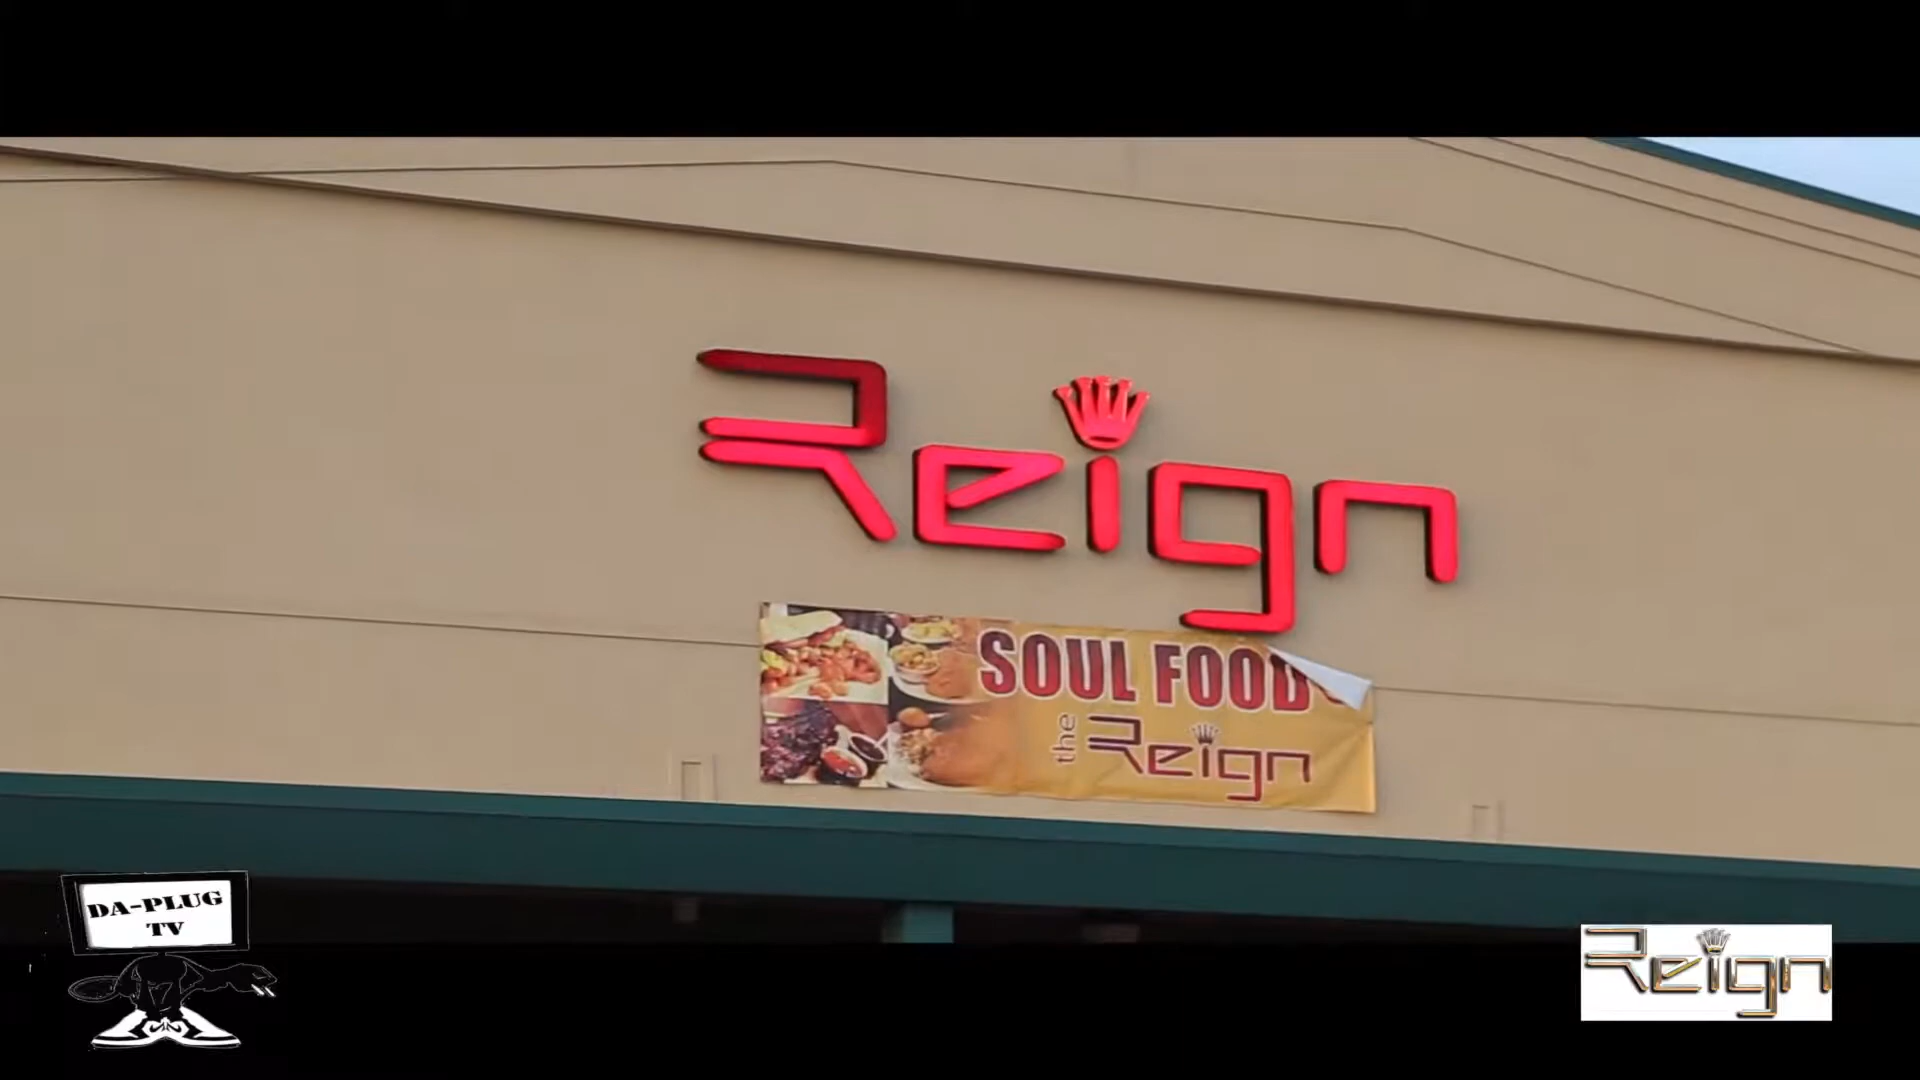 Reign
SOUL FOOD
the Reign
DA-PLUG
TV
Reign